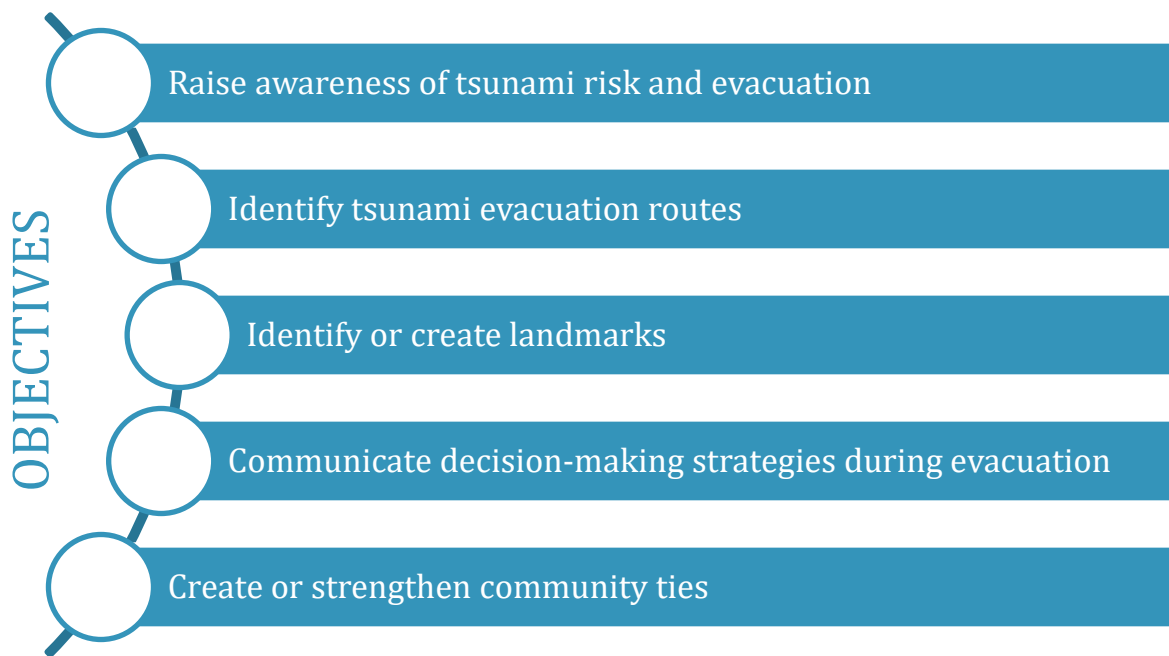 OBJECTIVES
Raise awareness of tsunami risk and evacuation
Identify tsunami evacuation routes
Identify or create landmarks
Communicate decision-making strategies during evacuation
Create or strengthen community ties